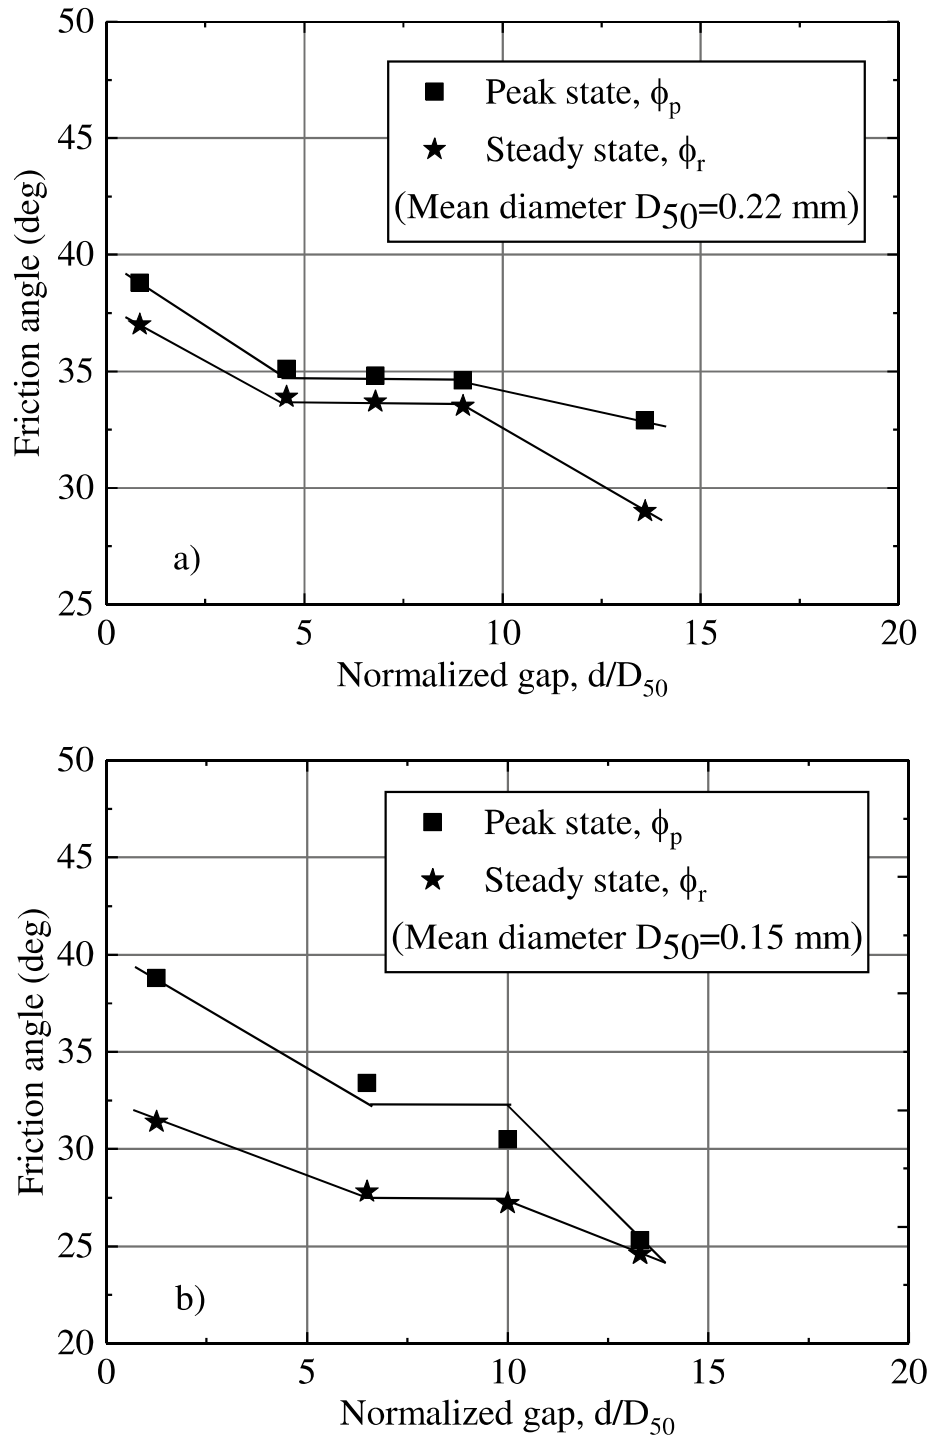 50
45
40
35
30
25
Friction angle (deg)
Peak state, ϕp
Steady state, ϕr
(Mean diameter D50=0.22 mm)
a)
0 5 10 15 20
Normalized gap, d/D50
50
45
40
35
30
25
20
Friction angle (deg)
Peak state, ϕp
Steady state, ϕr
(Mean diameter D50=0.15 mm)
b)
0 5 10 15 20
Normalized gap, d/D50